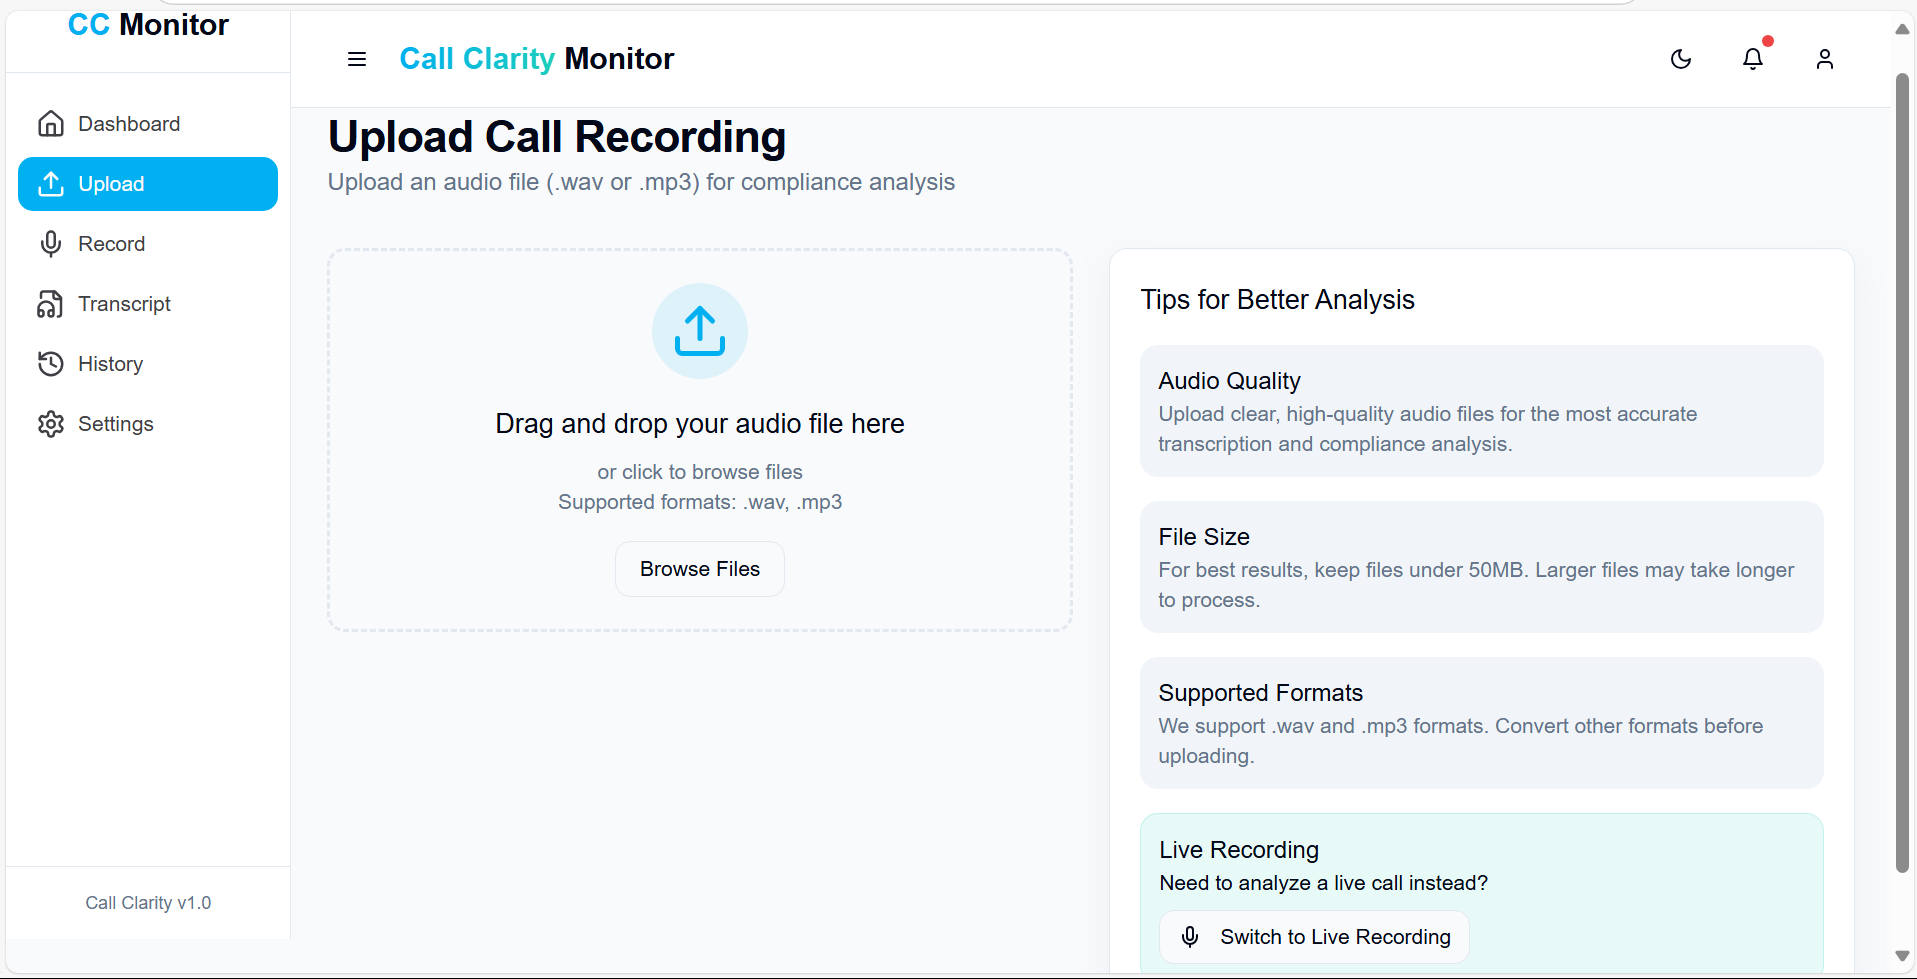 CC Monitor
Dashboard
Upload
Record
Transcript
History
Settings
Call Clarity v1.0
Call Clarity Monitor
Upload Call Recording
Upload an audio file (.wav or .mp3) for compliance analysis
Drag and drop your audio file here
or click to browse files
Supported formats: .wav, .mp3
Browse Files
Tips for Better Analysis
Audio Quality
Upload clear, high-quality audio files for the most accurate
transcription and compliance analysis.
File Size
For best results, keep files under 50MB. Larger files may take longer
to process.
Supported Formats
We support .wav and .mp3 formats. Convert other formats before
uploading.
Live Recording
Need to analyze a live call instead?
Switch to Live Recording